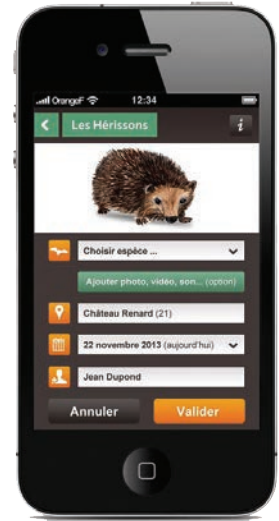 OrangeF 12:34
Les Hérissons i
Choisir espèce ...
Ajouter photo, vidéo, son... (option)
Château Renard (21)
22 novembre 2013 (aujourd'hui)
Jean Dupond
Annuler Valider